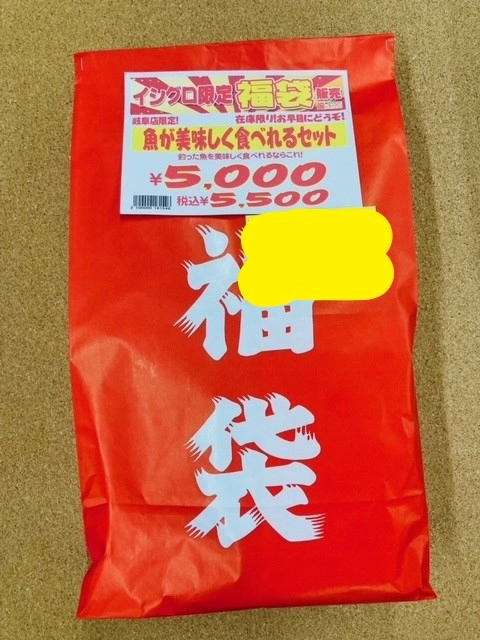 イシグロ限定 福袋 販売
岐阜店限定! 在庫限り!お早目にどうぞ!
魚が美味しく食べれるセット
釣った魚を美味しく食べれるならこれ!
¥5,000
税込¥5,500
福
袋